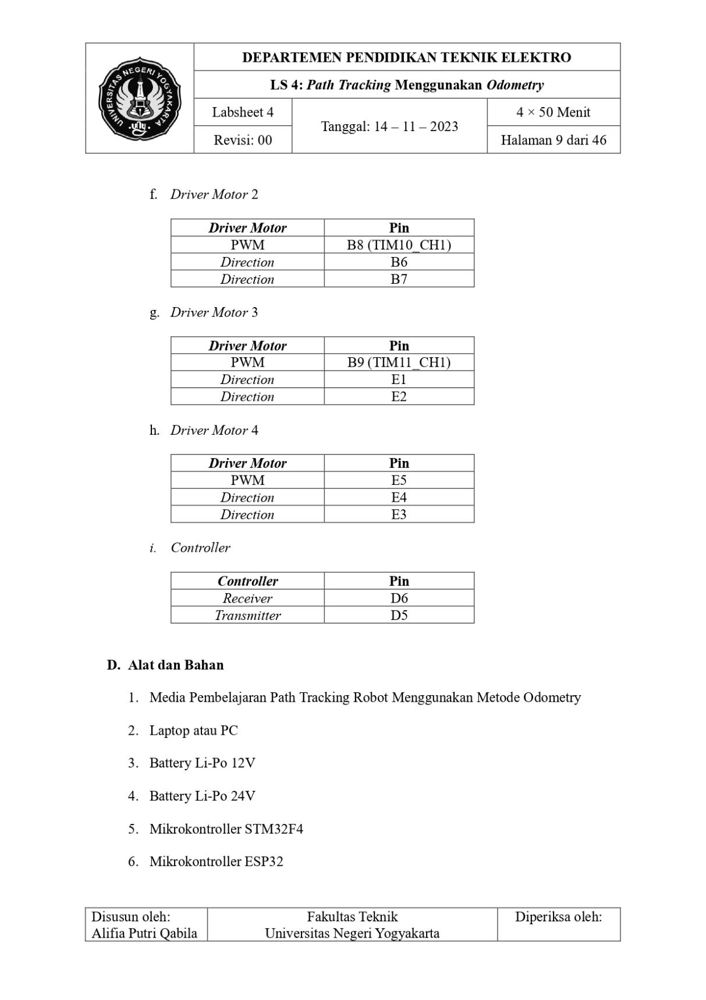 UNIVERSITAS NEGERI YOGYAKARTA
uny
DEPARTEMEN PENDIDIKAN TEKNIK ELEKTRO
LS 4: Path Tracking Menggunakan Odometry
Labsheet 4
Tanggal: 14 – 11 – 2023
4 × 50 Menit
Revisi: 00
Halaman 9 dari 46
f. Driver Motor 2
Driver Motor Pin
PWM B8 (TIM10_CH1)
Direction B6
Direction B7
g. Driver Motor 3
Driver Motor Pin
PWM B9 (TIM11_CH1)
Direction E1
Direction E2
h. Driver Motor 4
Driver Motor Pin
PWM E5
Direction E4
Direction E3
i. Controller
Controller Pin
Receiver D6
Transmitter D5
D. Alat dan Bahan
1. Media Pembelajaran Path Tracking Robot Menggunakan Metode Odometry
2. Laptop atau PC
3. Battery Li-Po 12V
4. Battery Li-Po 24V
5. Mikrokontroller STM32F4
6. Mikrokontroller ESP32
Disusun oleh:
Alifia Putri Qabila
Fakultas Teknik
Universitas Negeri Yogyakarta
Diperiksa oleh: